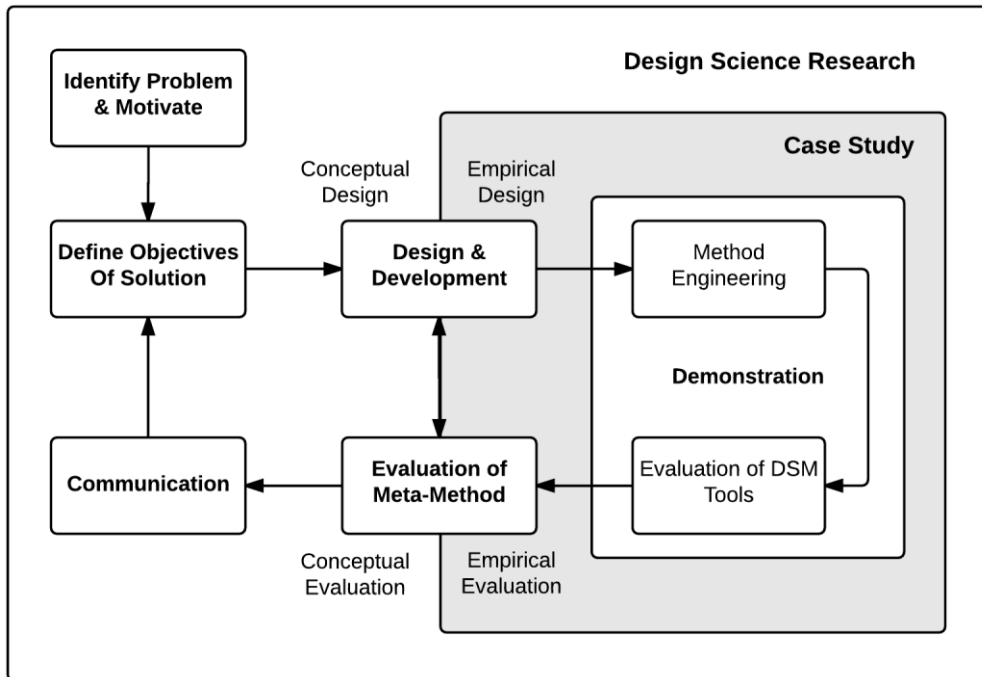 Design Science Research
Identify Problem
& Motivate
Case Study
Conceptual
Design
Empirical
Design
Define Objectives
Of Solution
Design &
Development
Method
Engineering
Demonstration
Communication
Evaluation of
Meta-Method
Evaluation of DSM
Tools
Conceptual
Evaluation
Empirical
Evaluation